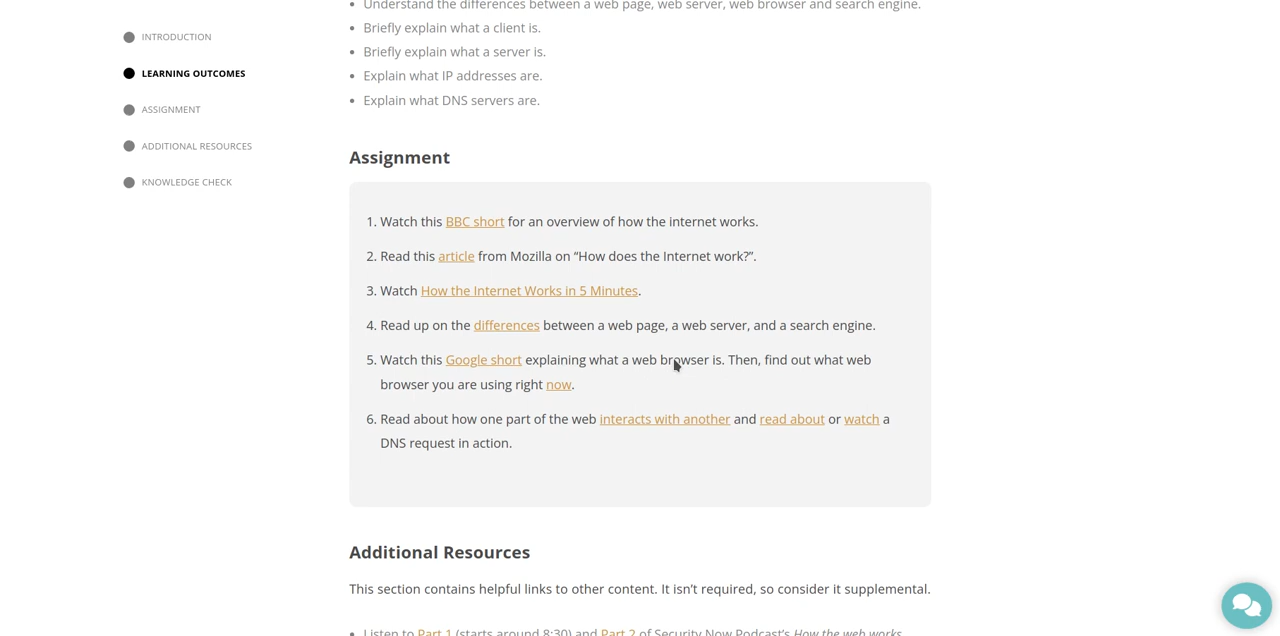 Understand the differences between a web page, web server, web browser and search engine.
INTRODUCTION
Briefly explain what a client is.
Briefly explain what a server is.
LEARNING OUTCOMES
Explain what IP addresses are.
Explain what DNS servers are.
ASSIGNMENT
ADDITIONAL RESOURCES
KNOWLEDGE CHECK
Assignment
1. Watch this BBC short for an overview of how the internet works.
2. Read this article from Mozilla on “How does the Internet work?”.
3. Watch How the Internet Works in 5 Minutes.
4. Read up on the differences between a web page, a web server, and a search engine.
5. Watch this Google short explaining what a web browser is. Then, find out what web
browser you are using right now.
6. Read about how one part of the web interacts with another and read about or watch a
DNS request in action.
Additional Resources
This section contains helpful links to other content. It isn’t required, so consider it supplemental.
Listen to Part 1 (starts around 8:30) and Part 2 of Security Now Podcast’s How the web works